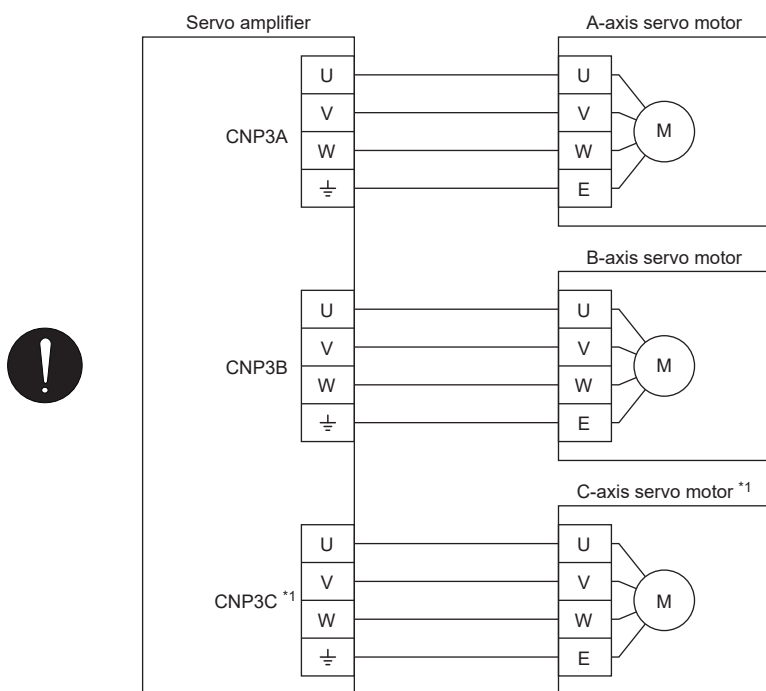 Servo amplifier
A-axis servo motor
CNP3A
U
V
W
⏚
U
V
W
E
M
B-axis servo motor
CNP3B
U
V
W
⏚
U
V
W
E
M
C-axis servo motor *1
CNP3C *1
U
V
W
⏚
U
V
W
E
M